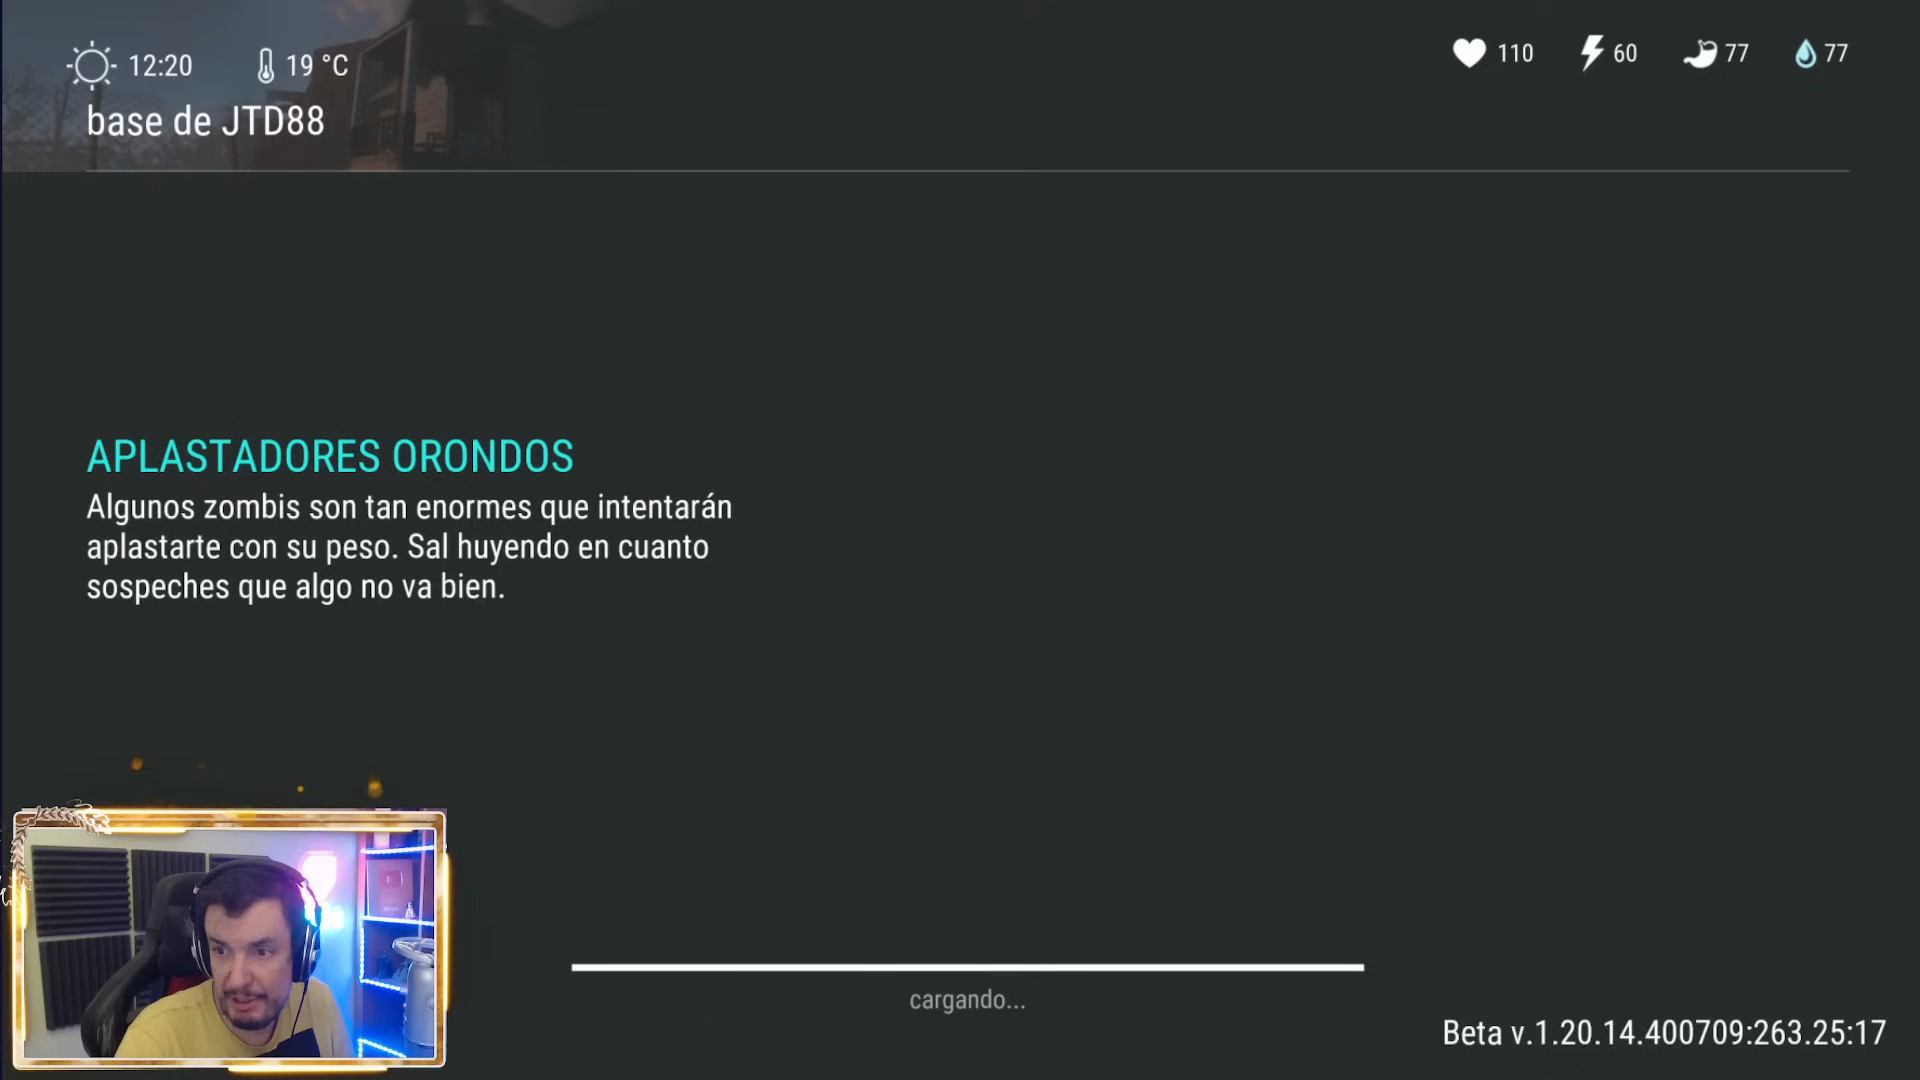 12:20
19 °C
110
60
77
77
base de JTD88
APLASTADORES ORONDOS
Algunos zombis son tan enormes que intentarán
aplastarte con su peso. Sal huyendo en cuanto
sospeches que algo no va bien.
cargando...
Beta v.1.20.14.400709:263.25:17